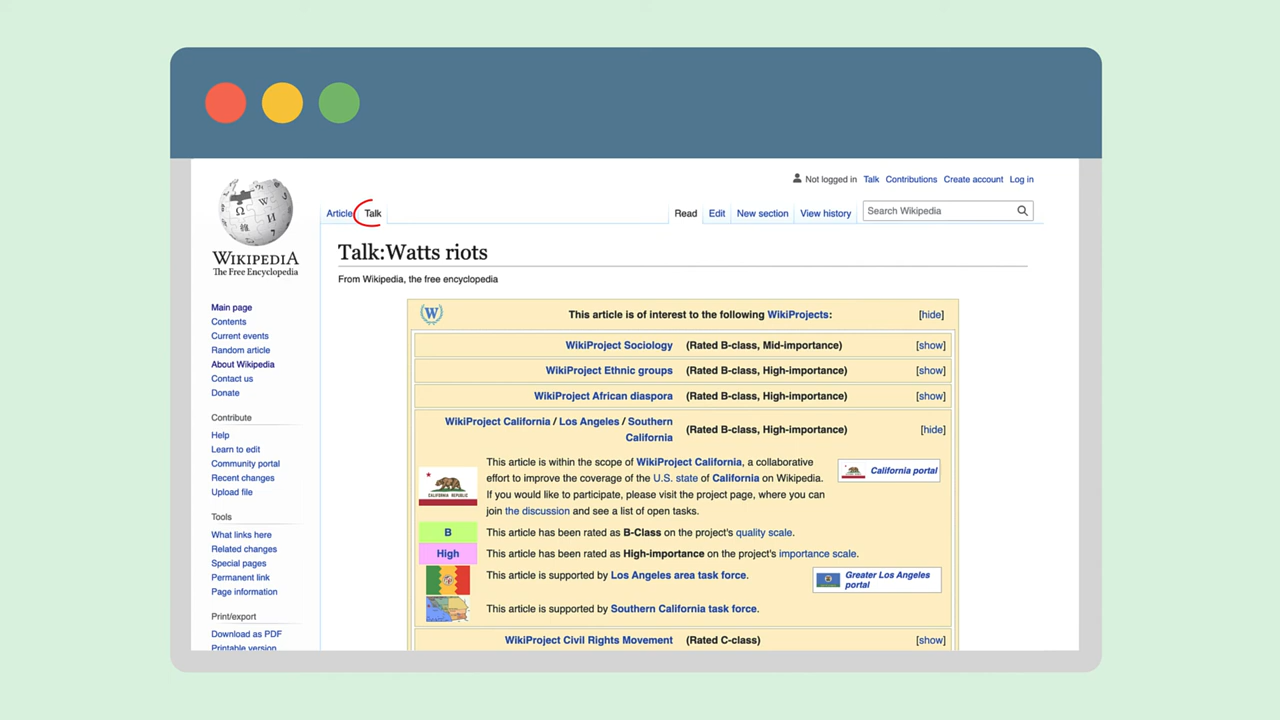 Not logged in Talk Contributions Create account Log in
Article Talk Read Edit New section View history Search Wikipedia
WIKIPEDIA
The Free Encyclopedia
Talk:Watts riots
From Wikipedia, the free encyclopedia
Main page
Contents
Current events
Random article
About Wikipedia
Contact us
Donate
Contribute
Help
Learn to edit
Community portal
Recent changes
Upload file
Tools
What links here
Related changes
Special pages
Permanent link
Page information
Print/export
Download as PDF
Printable version
W This article is of interest to the following WikiProjects: [hide]
WikiProject Sociology (Rated B-class, Mid-importance) [show]
WikiProject Ethnic groups (Rated B-class, High-importance) [show]
WikiProject African diaspora (Rated B-class, High-importance) [show]
WikiProject California / Los Angeles / Southern
California (Rated B-class, High-importance) [hide]
This article is within the scope of WikiProject California, a collaborative
effort to improve the coverage of the U.S. state of California on Wikipedia.
If you would like to participate, please visit the project page, where you can
join the discussion and see a list of open tasks.
California portal
CALIFORNIA REPUBLIC
B This article has been rated as B-Class on the project's quality scale.
High This article has been rated as High-importance on the project's importance scale.
This article is supported by Los Angeles area task force.
Greater Los Angeles
portal
This article is supported by Southern California task force.
WikiProject Civil Rights Movement (Rated C-class) [show]